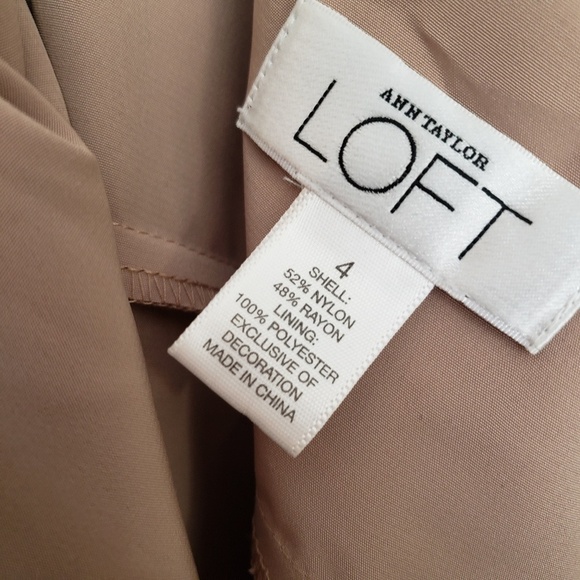 ANN TAYLOR
LOFT
4
SHELL:
52% NYLON
48% RAYON
LINING:
100% POLYESTER
EXCLUSIVE OF
DECORATION
MADE IN CHINA